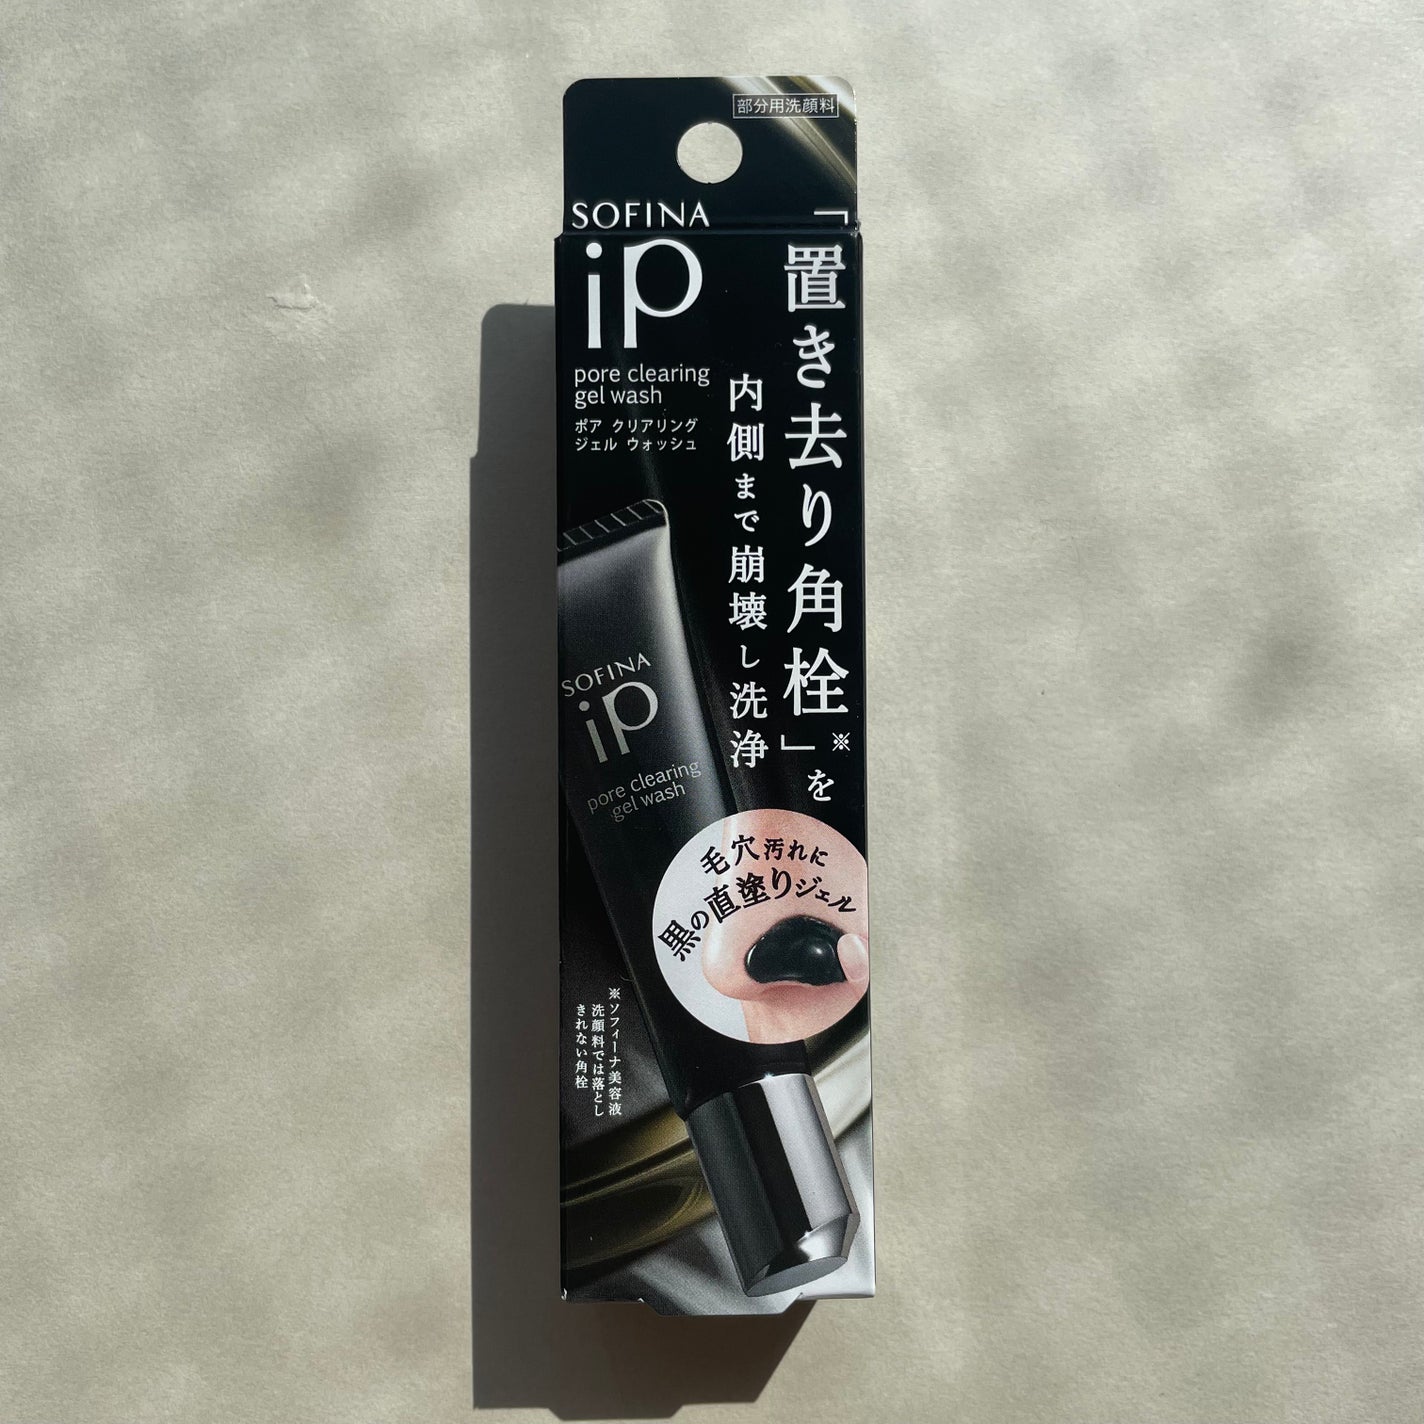 部分用洗顔料
SOFINA
iP
pore clearing
gel wash
ポア クリアリング
ジェル ウォッシュ
「置き去り角栓」※を
内側まで崩壊し洗浄
SOFINA
iP
pore clearing
gel wash
毛穴汚れに
黒の直塗りジェル
※ソフィーナ美容液
洗顔料では落とし
きれない角栓